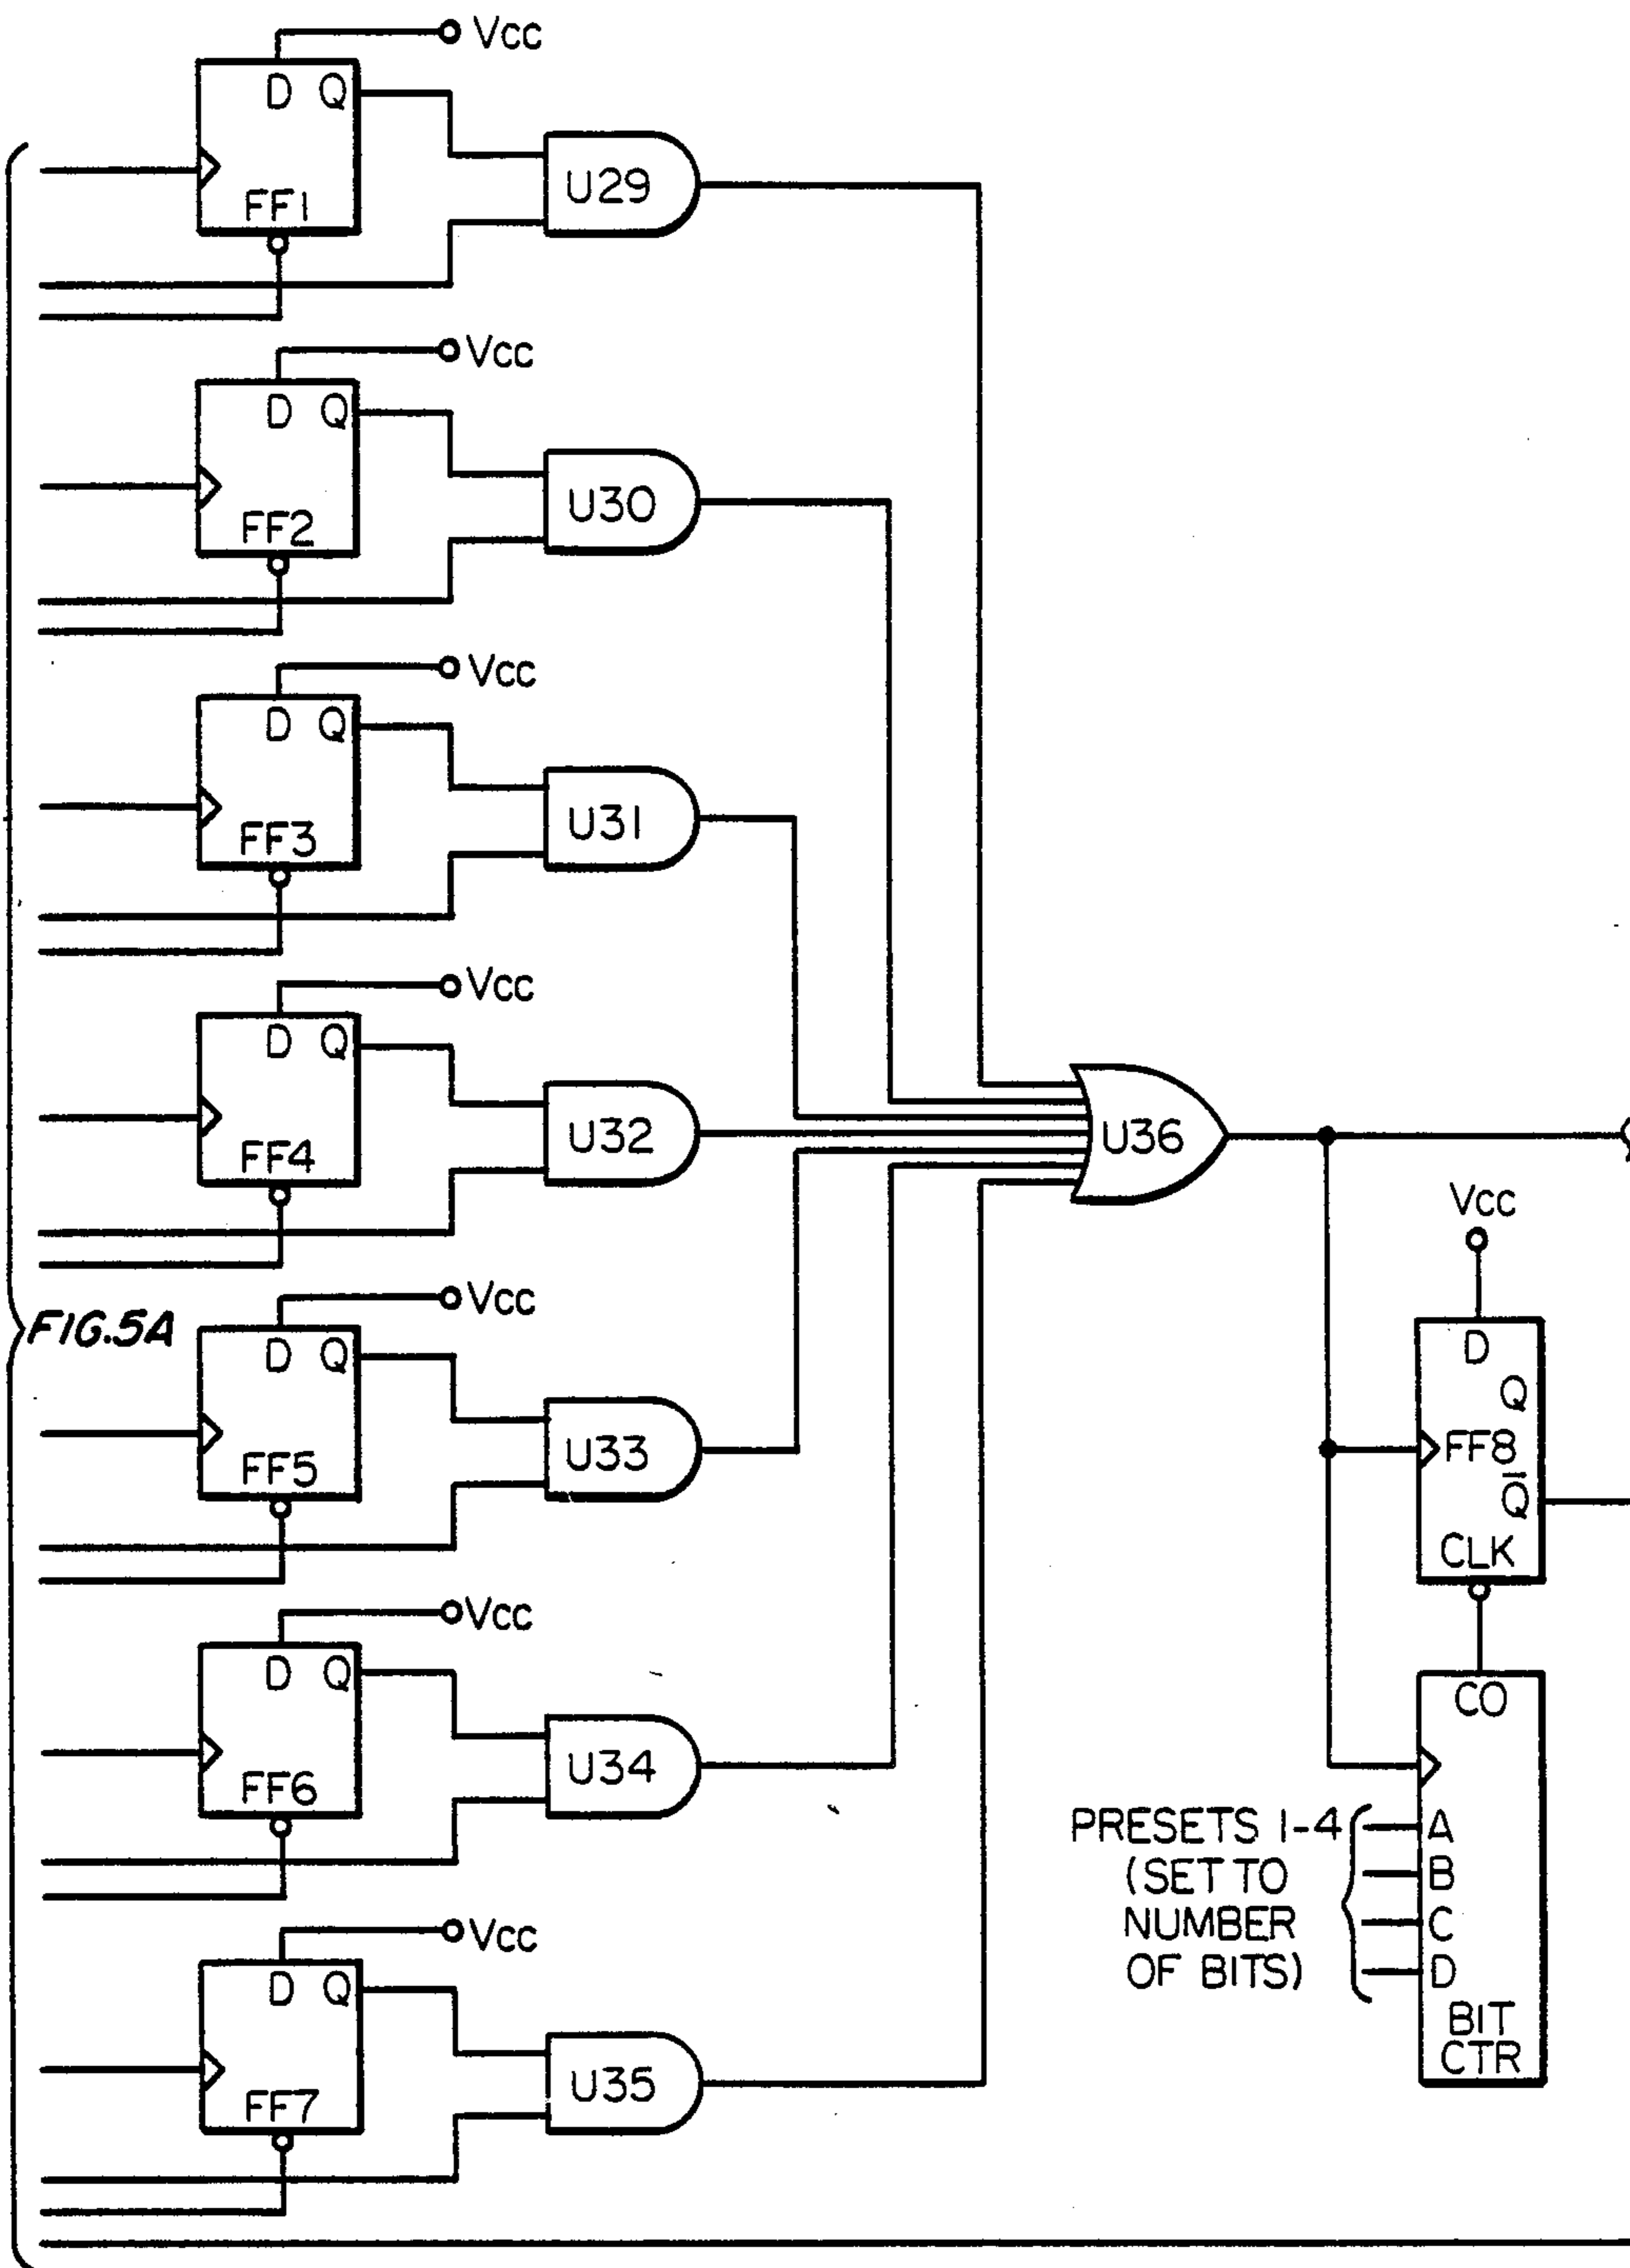 Vcc
D Q
U29
FF1
Vcc
D Q
U30
FF2
Vcc
D Q
U31
FF3
Vcc
D Q
U32
U36
FF4
Vcc
Vcc
FIG.5A
D Q
D
Q
U33
FF8
FF5
Q̅
CLK
Vcc
D Q
CO
U34
FF6
PRESETS 1-4
A
(SET TO
B
NUMBER
C
OF BITS)
D
Vcc
D Q
BIT
CTR
U35
FF7